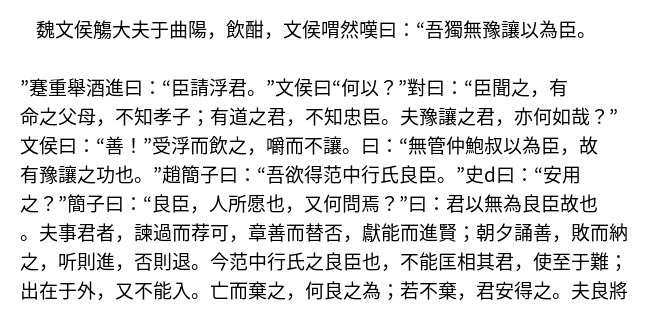 魏文侯觴大夫于曲陽，飲酣，文侯喟然嘆曰：“吾獨無豫讓以為臣。
”蹇重舉酒進曰：“臣請浮君。”文侯曰“何以？”對曰：“臣聞之，有
命之父母，不知孝子；有道之君，不知忠臣。夫豫讓之君，亦何如哉？”
文侯曰：“善！”受浮而飲之，嚼而不讓。曰：“無管仲鮑叔以為臣，故
有豫讓之功也。”趙簡子曰：“吾欲得范中行氏良臣。”史d曰：“安用
之？”簡子曰：“良臣，人所愿也，又何問焉？”曰：君以無為良臣故也
。夫事君者，諫過而荐可，章善而替否，獻能而進賢；朝夕誦善，敗而納
之，听則進，否則退。今范中行氏之良臣也，不能匡相其君，使至于難；
出在于外，又不能入。亡而棄之，何良之為；若不棄，君安得之。夫良將